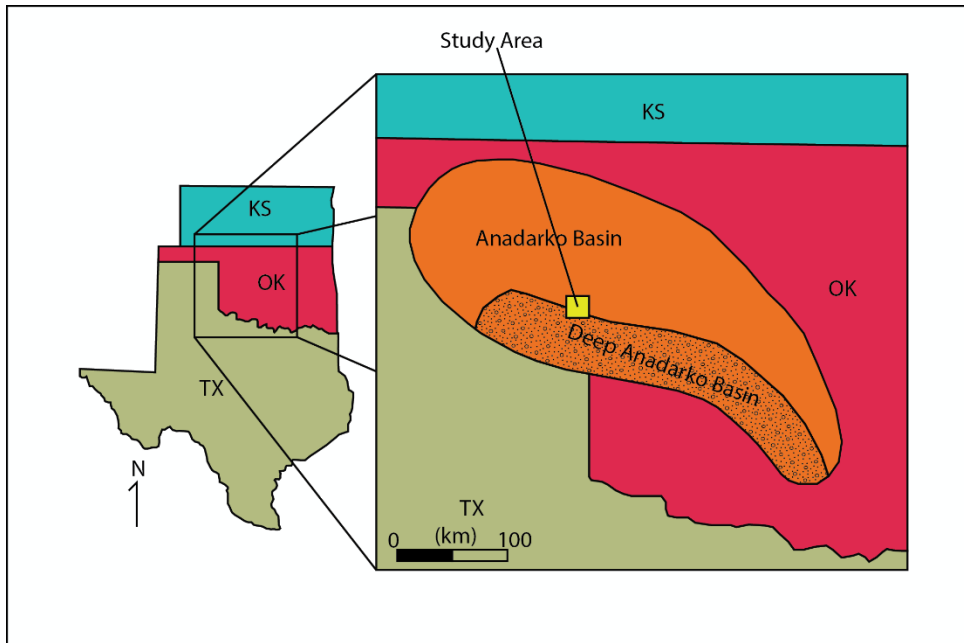 Study Area
KS
KS
Anadarko Basin
OK
OK
Deep Anadarko Basin
TX
N
TX
(km)
0 100